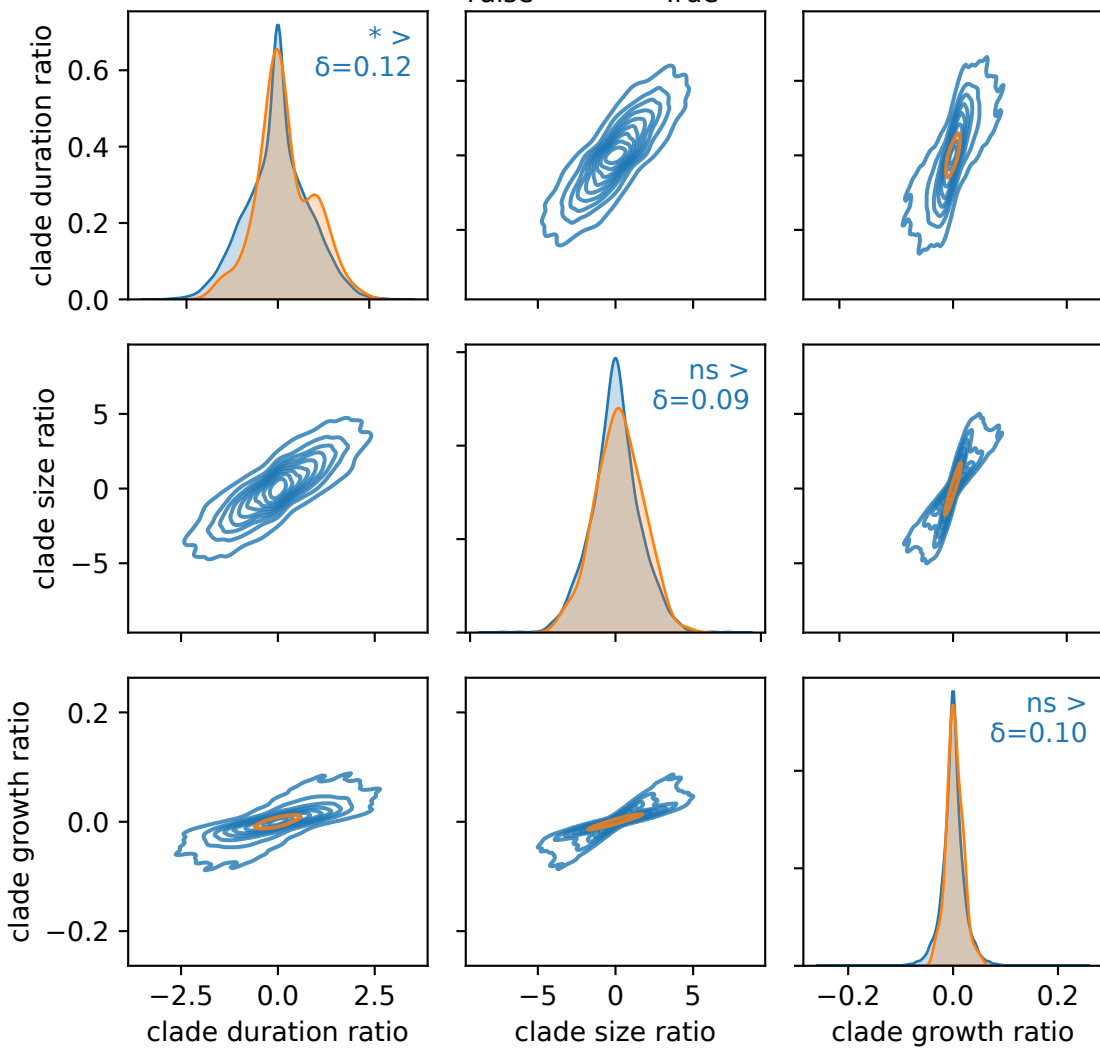 clade duration ratio
0.6
0.4
0.2
0.0
* >
δ=0.12
clade size ratio
5
0
−5
ns >
δ=0.09
clade growth ratio
0.2
0.0
−0.2
ns >
δ=0.10
−2.5 0.0 2.5
−5 0 5
−0.2 0.0 0.2
clade duration ratio
clade size ratio
clade growth ratio